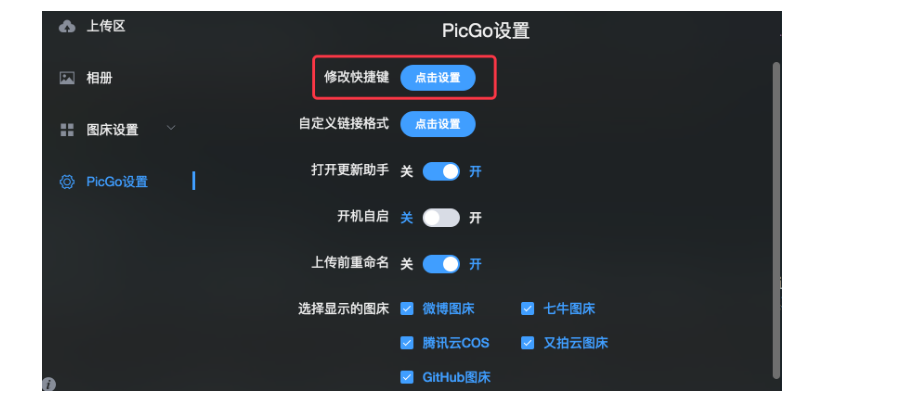 上传区
相册
图床设置
PicGo设置
PicGo设置
修改快捷键 点击设置
自定义链接格式 点击设置
打开更新助手 关 开
开机自启 关 开
上传前重命名 关 开
选择显示的图床 微博图床 七牛图床
腾讯云COS 又拍云图床
GitHub图床